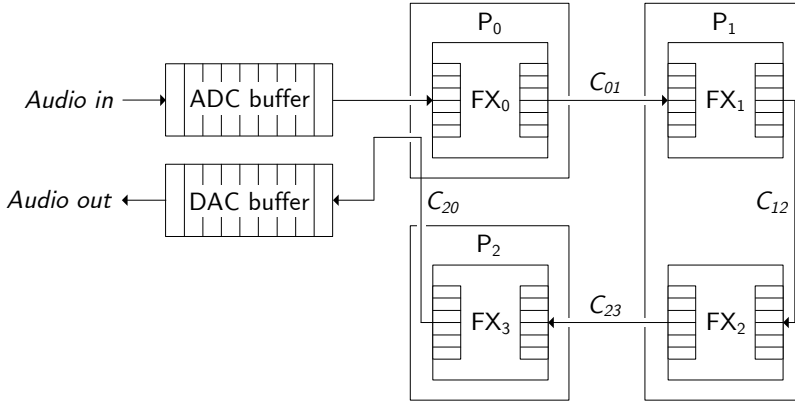 P₀
P₁
Audio in
ADC buffer
FX₀
C₀₁
FX₁
Audio out
DAC buffer
C₂₀
C₁₂
P₂
FX₃
C₂₃
FX₂